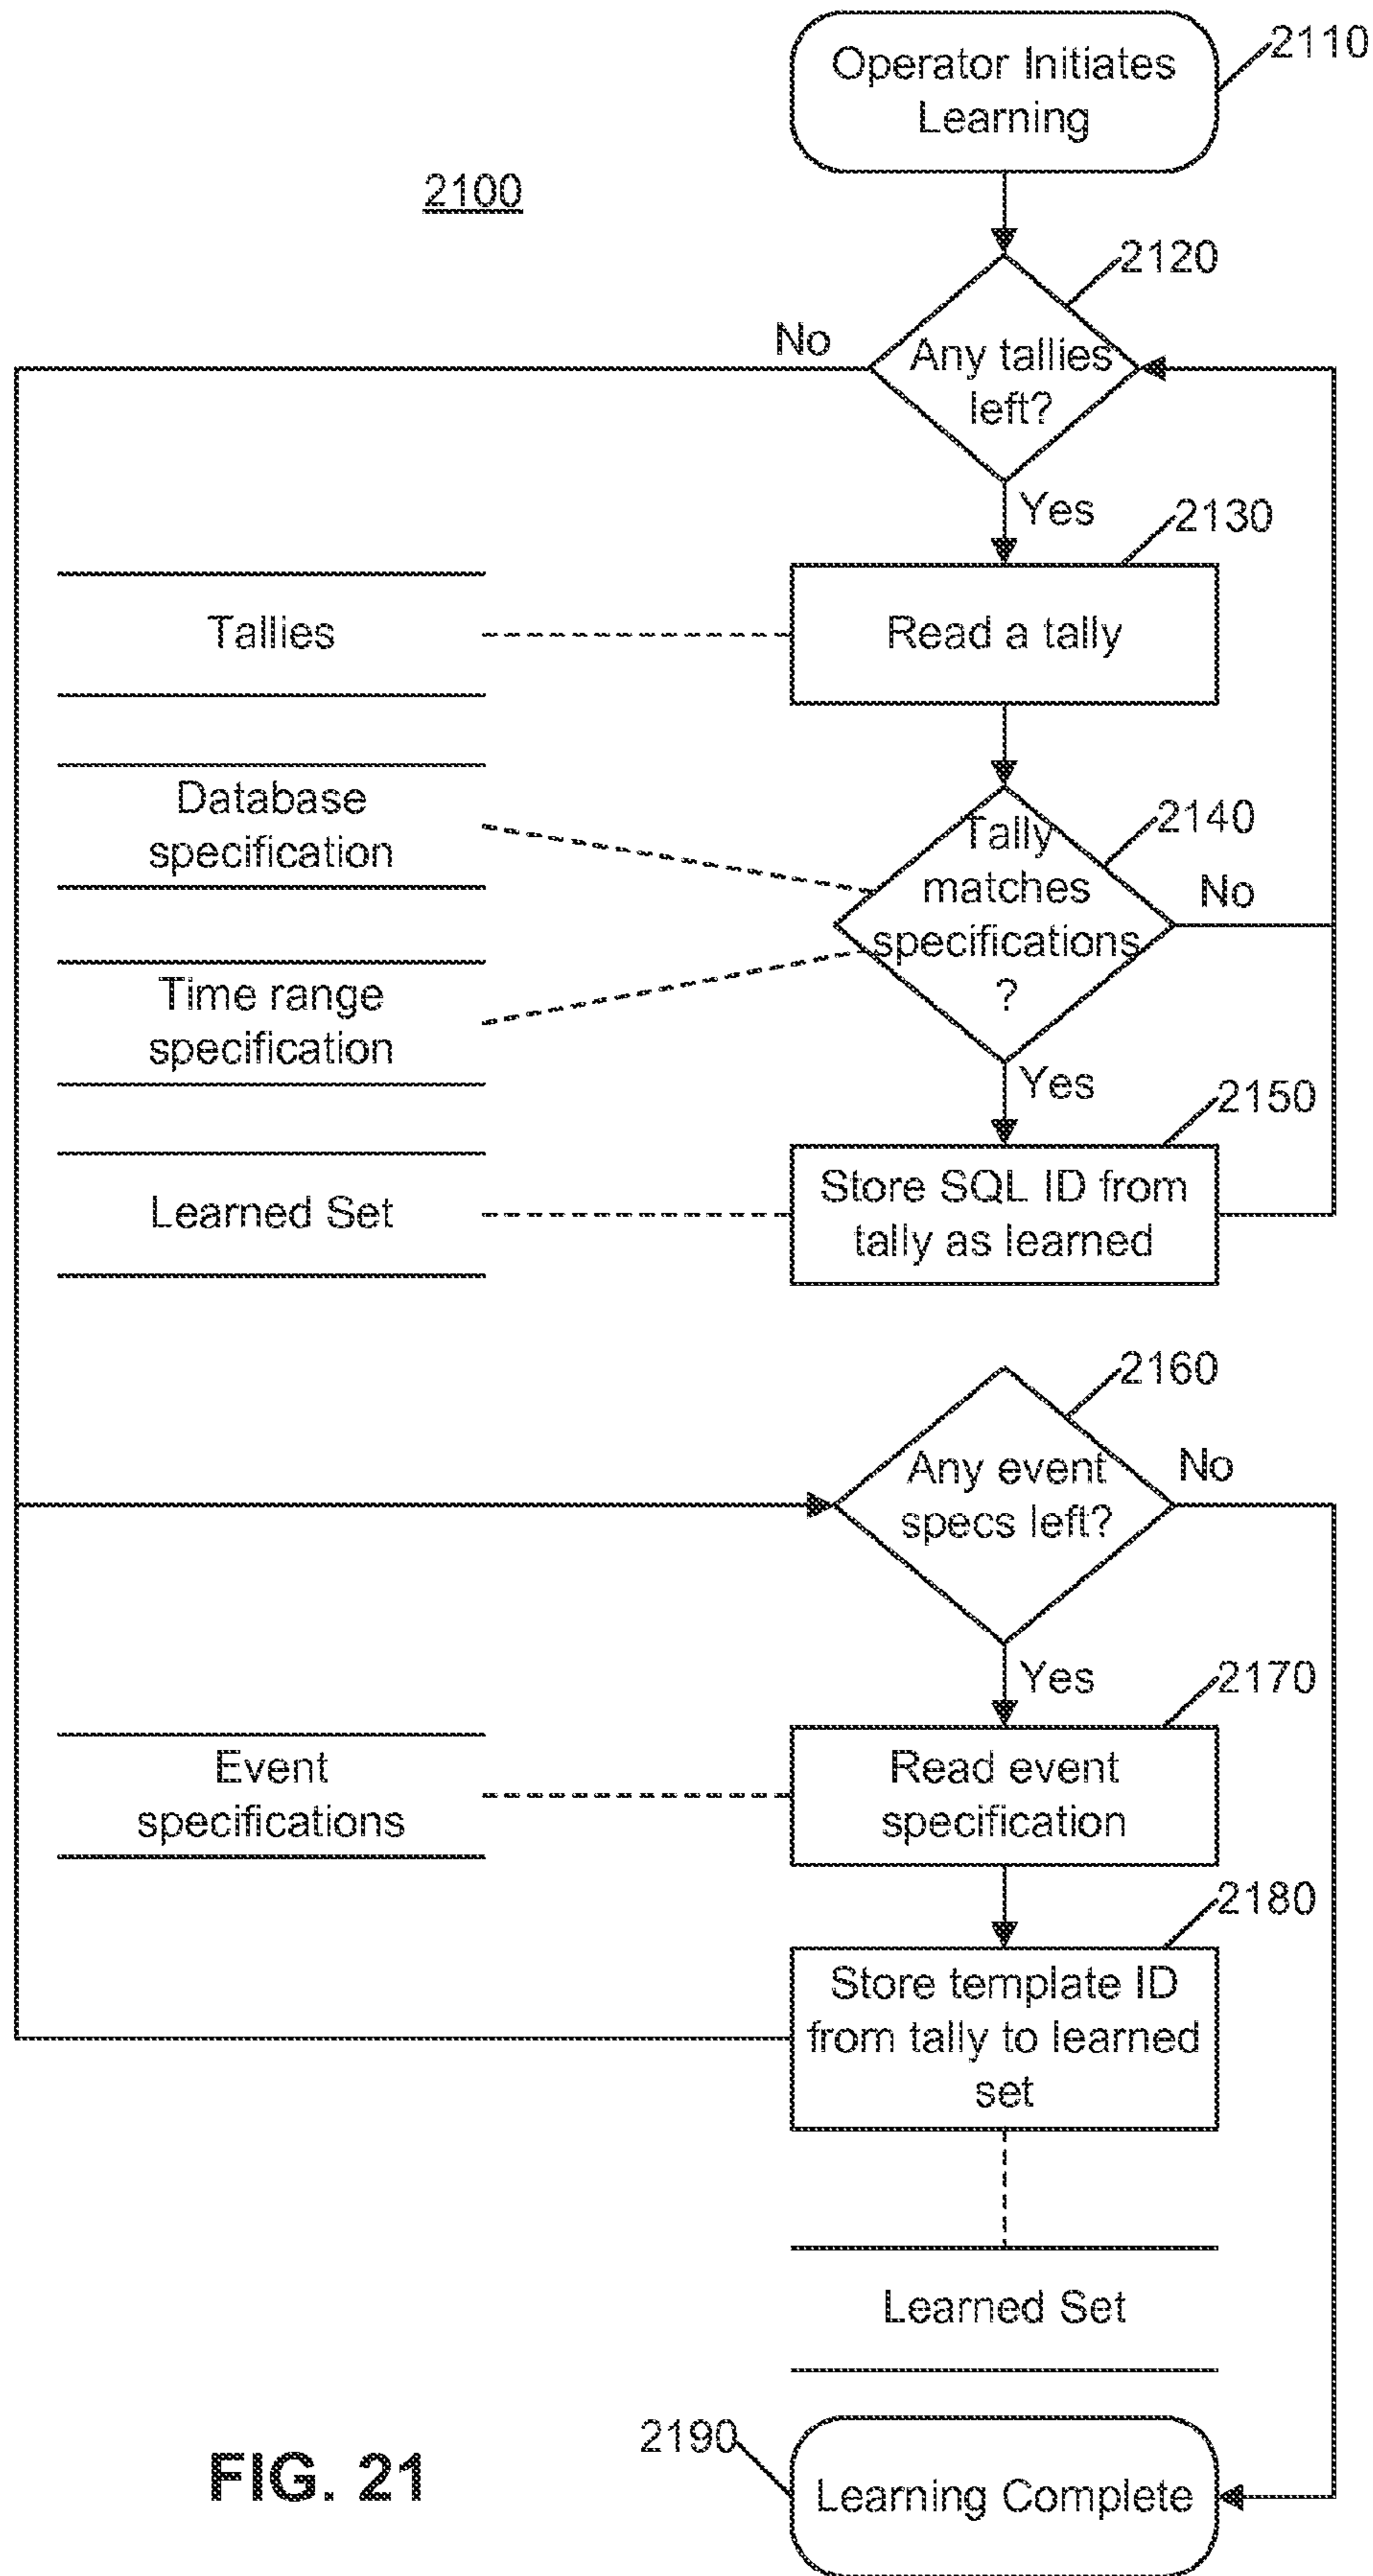 Operator Initiates
Learning
2110
2100
2120
No
Any tallies
left?
Yes
2130
Tallies
Read a tally
Database
specification
2140
Tally
matches
specifications
?
No
Time range
specification
Yes
2150
Learned Set
Store SQL ID from
tally as learned
2160
Any event
specs left?
No
Yes
2170
Event
specifications
Read event
specification
2180
Store template ID
from tally to learned
set
Learned Set
2190
Learning Complete
FIG. 21